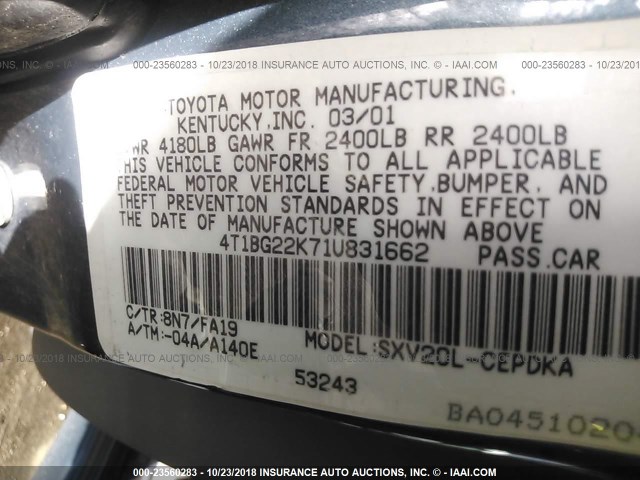 000-23560283 - 10/23/2018 INSURANCE AUTO AUCTIONS, INC. - © IAAI.COM
TOYOTA MOTOR MANUFACTURING,
KENTUCKY,INC. 03/01
4180LB GAWR FR 2400LB RR 2400LB
THIS VEHICLE CONFORMS TO ALL APPLICABLE
FEDERAL MOTOR VEHICLE SAFETY,BUMPER, AND
THEFT PREVENTION STANDARDS IN EFFECT ON
THE DATE OF MANUFACTURE SHOWN ABOVE
4T1BG22K71U831662 PASS.CAR
C/TR:8N7/FA19
A/TM:-04A/A140E MODEL:SXV20L-CEPDKA
53243
BA0451020
000-23560283 - 10/23/2018 INSURANCE AUTO AUCTIONS, INC. - © IAAI.COM